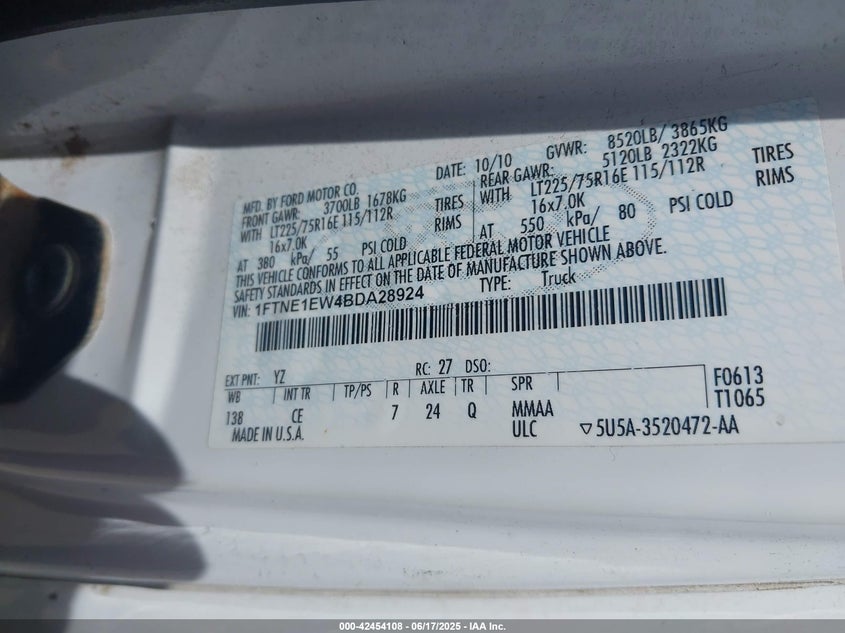 MFD. BY FORD MOTOR CO.
DATE: 10/10
GVWR: 8520LB/ 3865KG
FRONT GAWR: 3700LB 1678KG
REAR GAWR: 5120LB 2322KG
WITH LT225/75R16E 115/112R TIRES
WITH LT225/75R16E 115/112R TIRES
16x7.0K RIMS
16x7.0K RIMS
AT 380 kPa/ 55 PSI COLD
AT 550 kPa/ 80 PSI COLD
THIS VEHICLE CONFORMS TO ALL APPLICABLE FEDERAL MOTOR VEHICLE
SAFETY STANDARDS IN EFFECT ON THE DATE OF MANUFACTURE SHOWN ABOVE.
VIN: 1FTNE1EW4BDA28924
TYPE: Truck
EXT PNT: YZ RC: 27 DSO:
WB INT TR TP/PS R AXLE TR SPR F0613
138 CE 7 24 Q MMAA T1065
MADE IN U.S.A. ULC ▽5U5A-3520472-AA
000-42454108 - 06/17/2025 - IAA Inc.